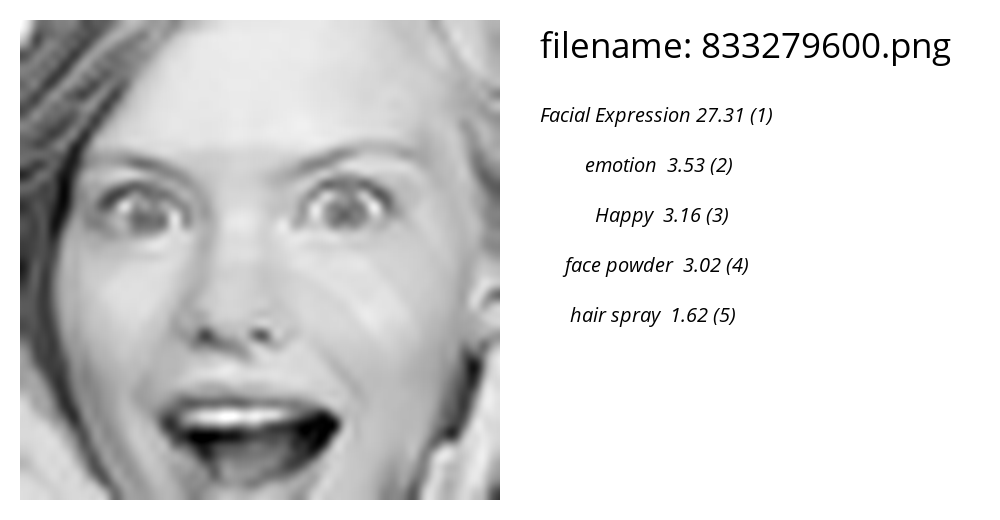 filename: 833279600.png
Facial Expression 27.31 (1)
emotion 3.53 (2)
Happy 3.16 (3)
face powder 3.02 (4)
hair spray 1.62 (5)